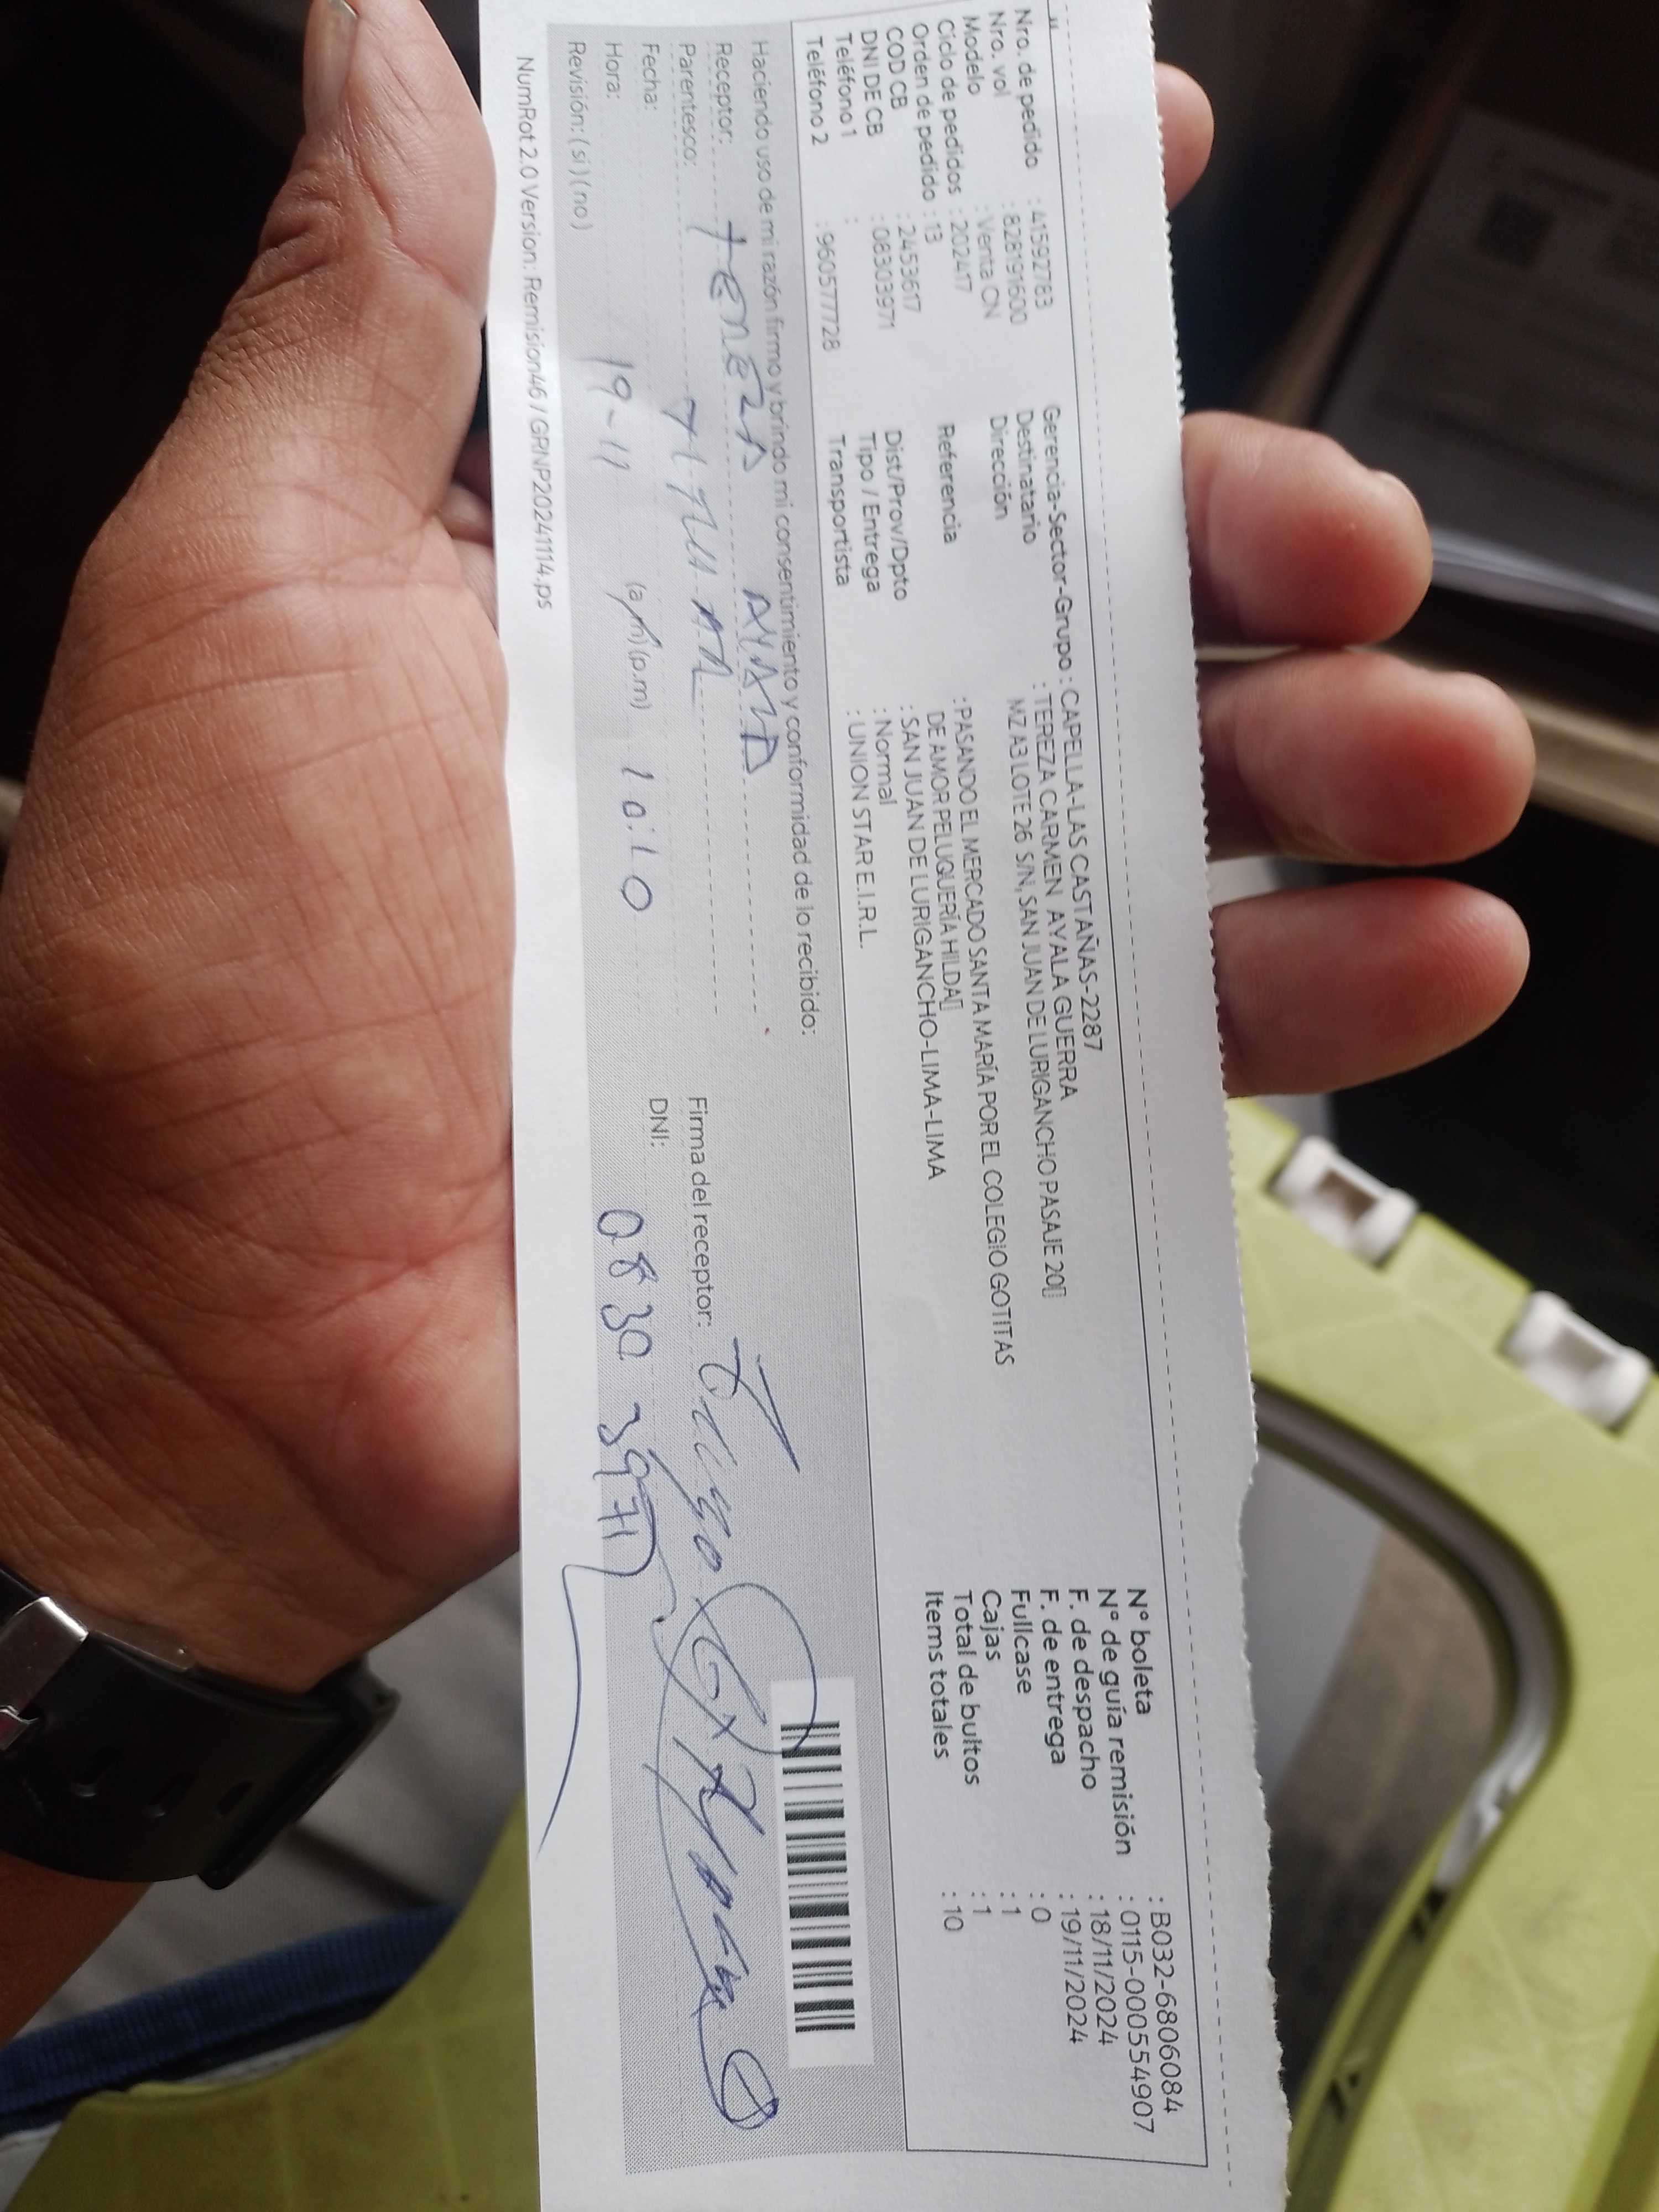 Nro. de pedido : 41592783
Nro. vol : 828191600
Modelo : Venta CN
Ciclo de pedidos : 202417
Orden de pedido : 13
COD CB : 2453617
DNI DE CB : 08303971
Teléfono 1 :
Teléfono 2 : 960577728
Gerencia-Sector-Grupo : CAPELLA-LAS CASTAÑAS-2287
Destinatario : TEREZA CARMEN AYALA GUERRA
Dirección MZ A3 LOTE 26 S/N, SAN JUAN DE LURIGANCHO PASAJE 20
Referencia : PASANDO EL MERCADO SANTA MARÍA POR EL COLEGIO GOTITAS
DE AMOR PELUQUERÍA HILDA
Dist/Prov/Dpto : SAN JUAN DE LURIGANCHO-LIMA-LIMA
Tipo / Entrega : Normal
Transportista : UNION STAR E.I.R.L.
N° boleta : B032-6806084
N° de guía remisión : 0115-000554907
F. de despacho : 18/11/2024
F. de entrega : 19/11/2024
Fullcase : 0
Cajas : 1
Total de bultos : 1
Items totales : 10
Haciendo uso de mi razón firmo y brindo mi consentimiento y conformidad de lo recibido:
Receptor: AYALA
Parentesco: TITULAR
Fecha: 19-11
Hora: (a.m) (p.m) 10:10
Revisión: (si) (no)
Firma del receptor:
DNI: 08303971
NumRot 2.0 Version: Remision46 / GRNP20241114.ps